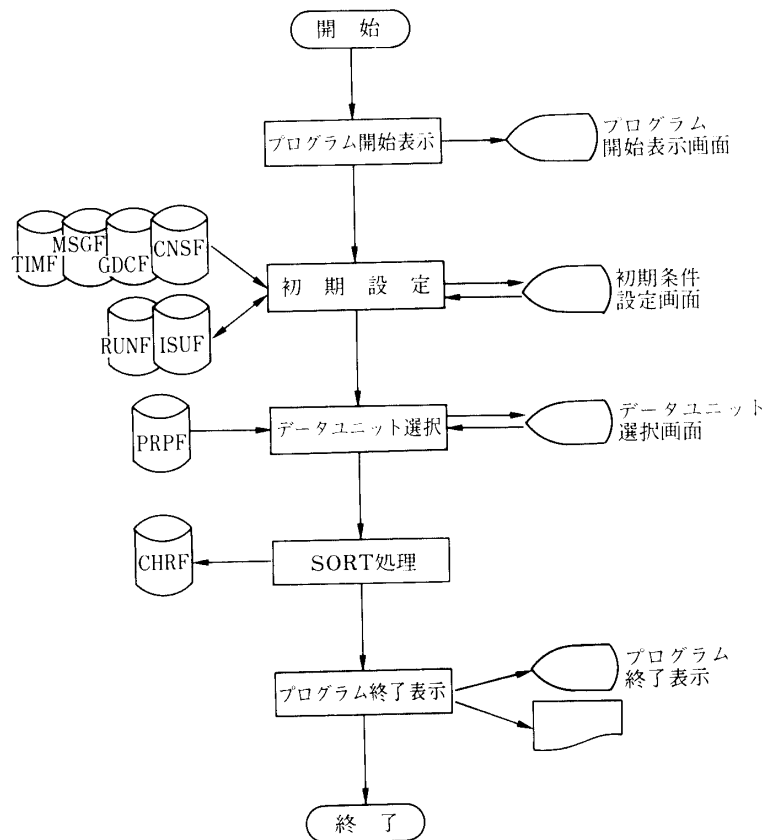 開始
プログラム開始表示
プログラム
開始表示画面
TIMF
MSGF
GDCF
CNSF
RUNF
ISUF
初期設定
初期条件
設定画面
PRPF
データユニット選択
データユニット
選択画面
CHRF
SORT処理
プログラム終了表示
プログラム
終了表示
終了